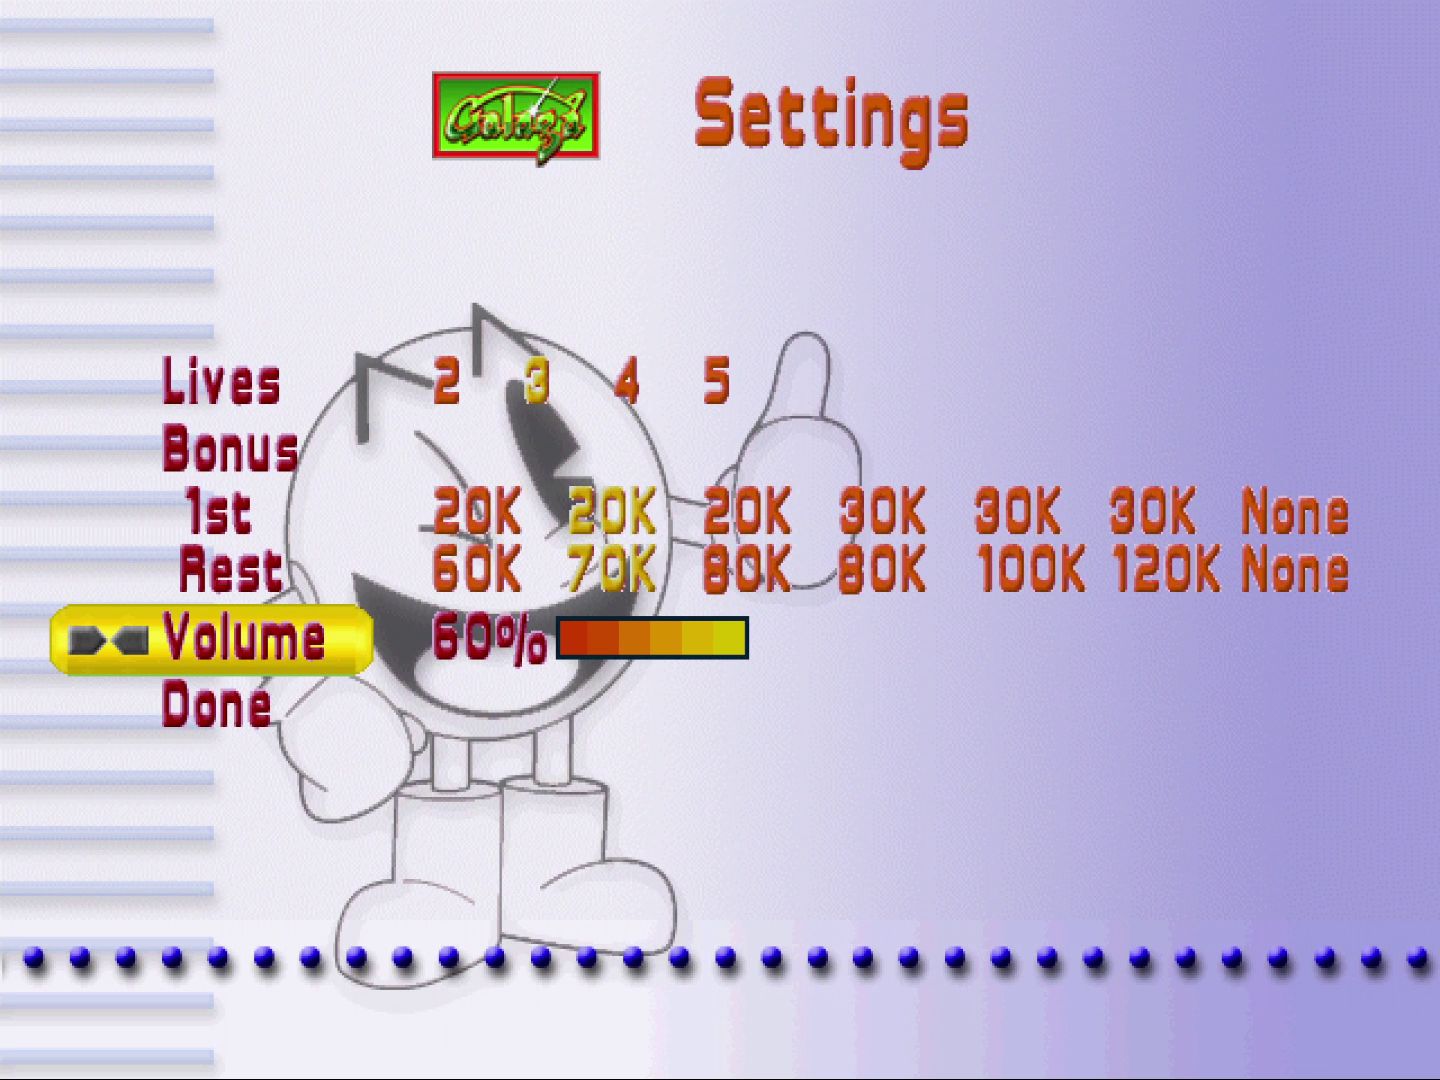 Galaga Settings
Lives 2 3 4 5
Bonus
1st 20K 20K 20K 30K 30K 30K None
Rest 60K 70K 80K 80K 100K 120K None
Volume 60%
Done